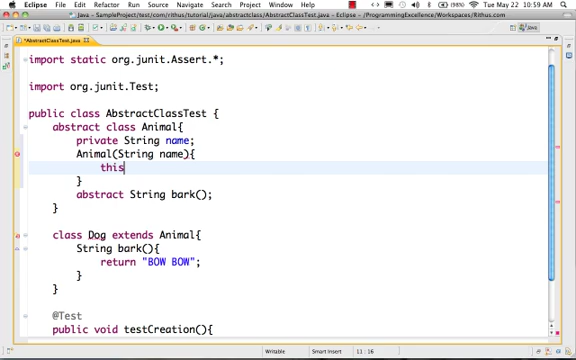 Eclipse File Edit Refactor Run Source Navigate Search Project Window Help (98%) Tue May 22 10:59 AM
Java - SampleProject/test/com/rithus/tutorial/abstractclass/AbstractClassTest.java - Eclipse - /ProgrammingExcellence/Workspaces/Rithus.com
Java
*AbstractClassTest.java
import static org.junit.Assert.*;
import org.junit.Test;
public class AbstractClassTest {
abstract class Animal{
private String name;
Animal(String name){
this
}
abstract String bark();
}
class Dog extends Animal{
String bark(){
return "BOW BOW";
}
}
@Test
public void testCreation(){
Writable Smart Insert 11 : 16